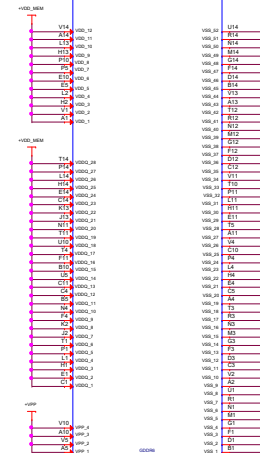 +VDD_MEM
V14 VDD_12
A14 VDD_11
L13 VDD_10
H13 VDD_9
P10 VDD_8
P5 VDD_7
E10 VDD_6
E5 VDD_5
L2 VDD_4
H2 VDD_3
V1 VDD_2
A1 VDD_1
+VDD_MEM
T14 VDDQ_28
P14 VDDQ_27
L14 VDDQ_26
H14 VDDQ_25
E14 VDDQ_24
C14 VDDQ_23
K13 VDDQ_22
J13 VDDQ_21
N11 VDDQ_20
T11 VDDQ_19
U10 VDDQ_18
T4 VDDQ_17
F11 VDDQ_16
B10 VDDQ_15
U5 VDDQ_14
C11 VDDQ_13
C4 VDDQ_12
B5 VDDQ_11
N4 VDDQ_10
F4 VDDQ_9
K2 VDDQ_8
J2 VDDQ_7
T1 VDDQ_6
P1 VDDQ_5
L1 VDDQ_4
H1 VDDQ_3
E1 VDDQ_2
C1 VDDQ_1
+VPP
V10 VPP_4
A10 VPP_3
V5 VPP_2
A5 VPP_1
VSS_52 U14
VSS_51 R14
VSS_50 N14
VSS_49 M14
VSS_48 G14
VSS_47 F14
VSS_46 D14
VSS_45 B14
VSS_44 V13
VSS_43 A13
VSS_42 T12
VSS_41 R12
VSS_40 N12
VSS_39 M12
VSS_38 G12
VSS_37 F12
VSS_36 D12
VSS_35 C12
VSS_34 V11
VSS_33 T10
VSS_32 P11
VSS_31 L11
VSS_30 H11
VSS_29 E11
VSS_28 T5
VSS_27 A11
VSS_26 V4
VSS_25 C10
VSS_24 P4
VSS_23 L4
VSS_22 H4
VSS_21 E4
VSS_20 C5
VSS_19 A4
VSS_18 T3
VSS_17 R3
VSS_16 N3
VSS_15 M3
VSS_14 G3
VSS_13 F3
VSS_12 D3
VSS_11 C3
VSS_10 V2
VSS_9 A2
VSS_8 U1
VSS_7 R1
VSS_6 N1
VSS_5 M1
VSS_4 G1
VSS_3 F1
VSS_2 D1
VSS_1 B1
GDDR6